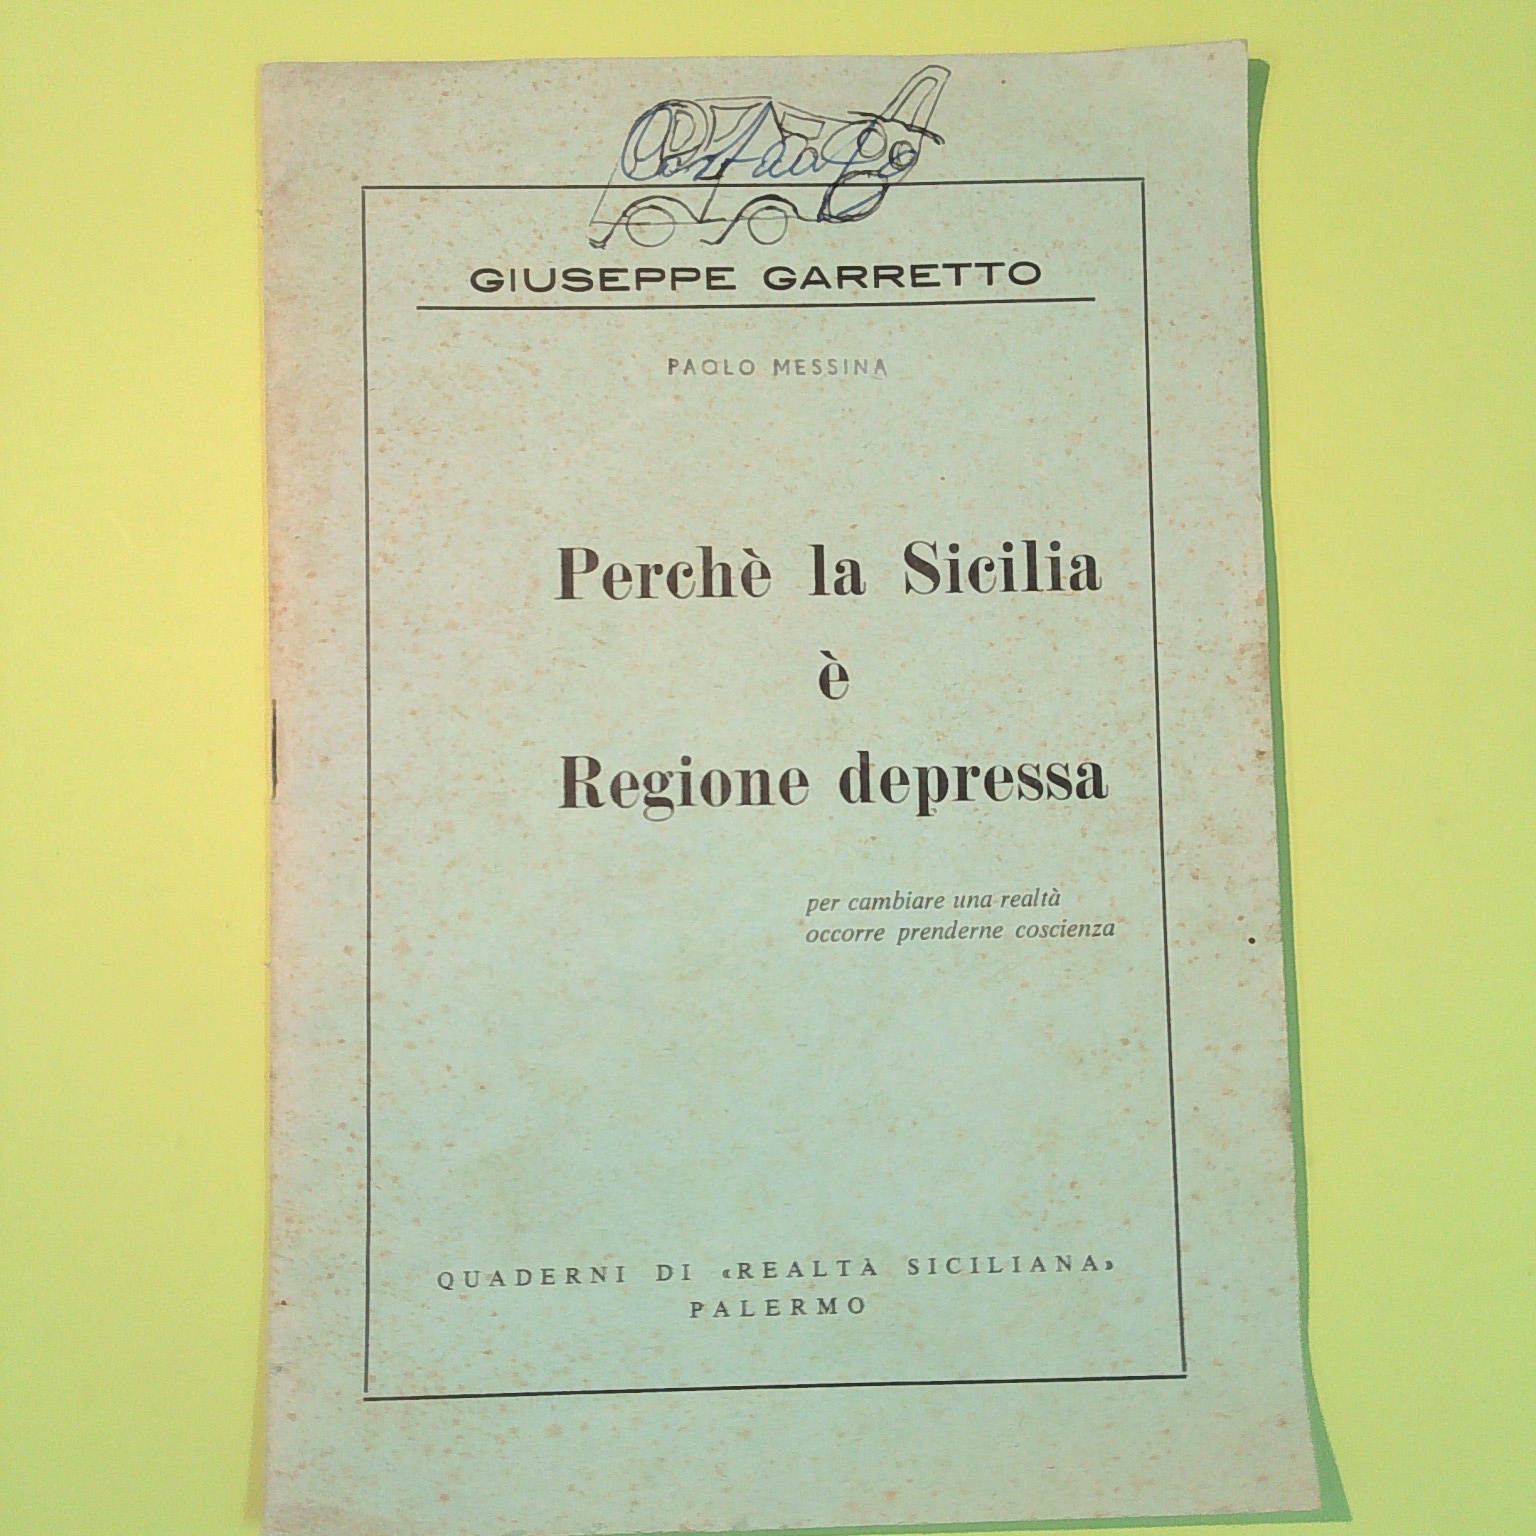 GIUSEPPE GARRETTO
PAOLO MESSINA
Perchè la Sicilia
è
Regione depressa
per cambiare una realtà
occorre prenderne coscienza
QUADERNI DI «REALTÀ SICILIANA»
PALERMO